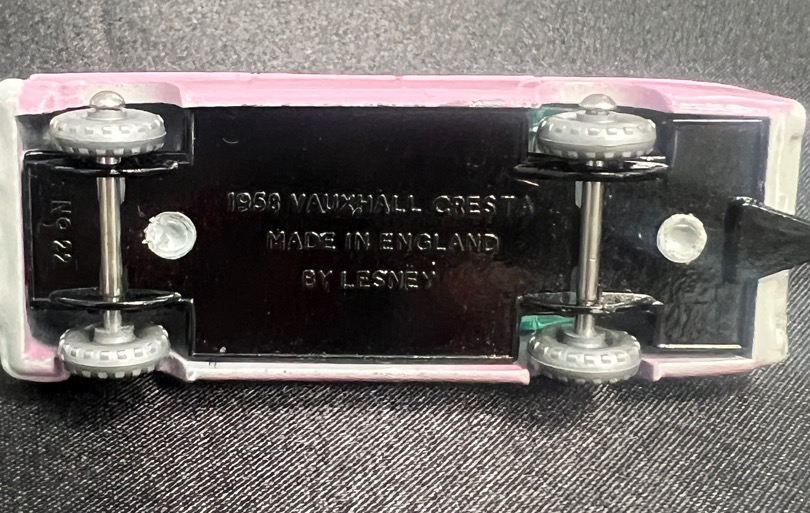 1958 VAUXHALL CRESTA
MADE IN ENGLAND
BY LESNEY
No 22